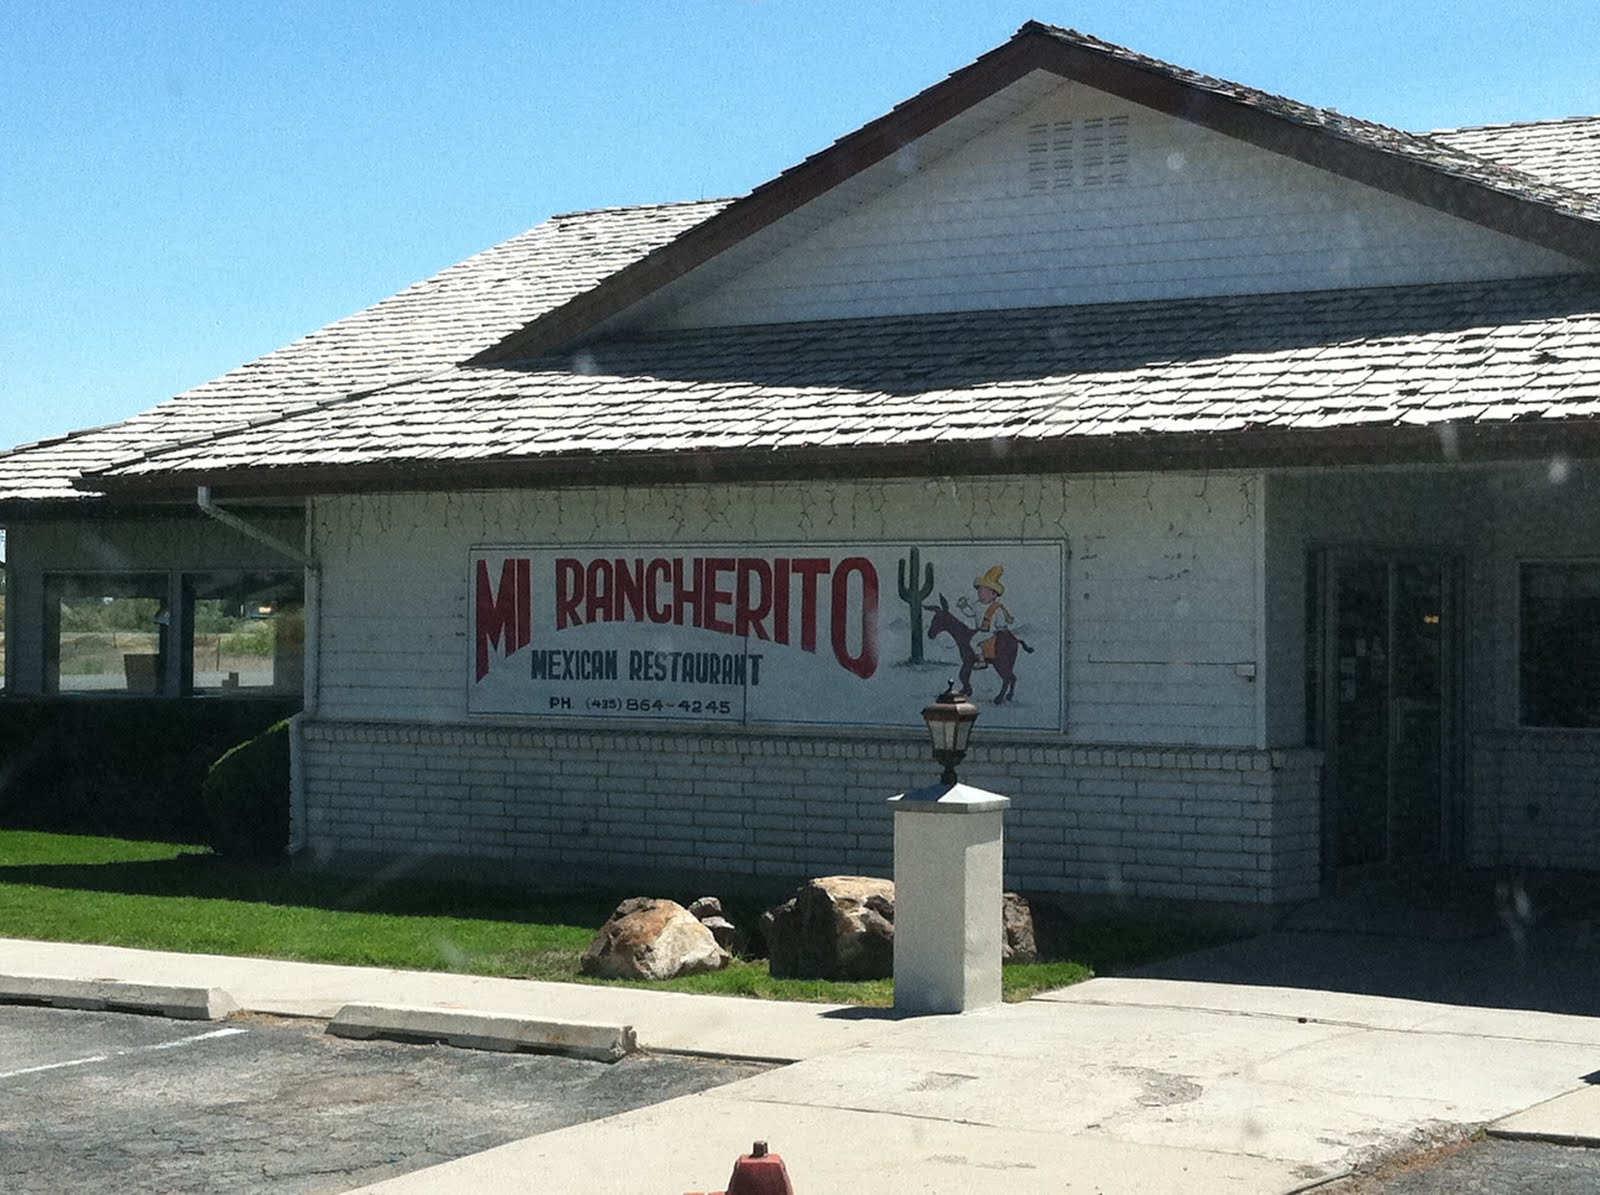 MI RANCHERITO
MEXICAN RESTAURANT
PH. (435) 864-4245